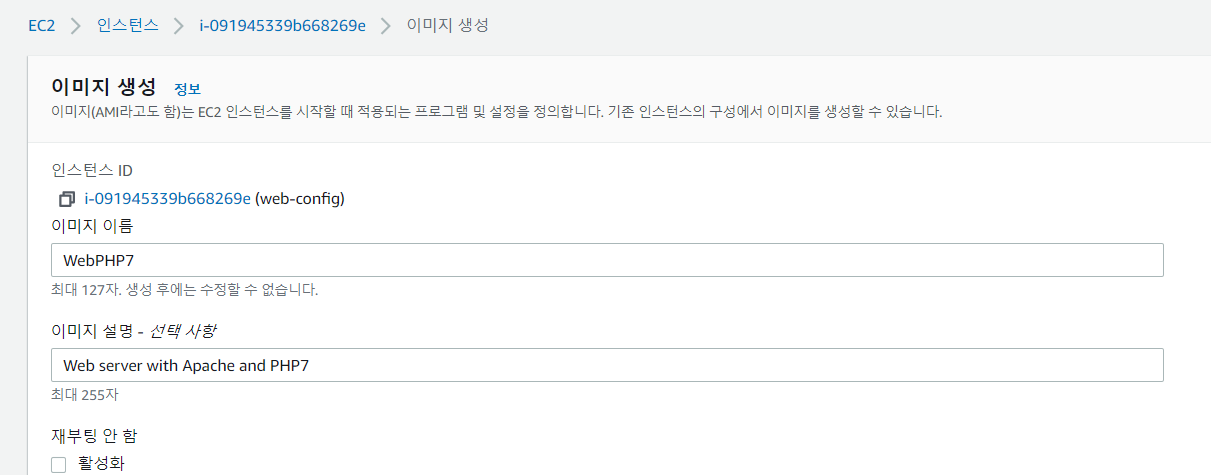 EC2 > 인스턴스 > i-091945339b668269e > 이미지 생성
이미지 생성 정보
이미지(AMI라고도 함)는 EC2 인스턴스를 시작할 때 적용되는 프로그램 및 설정을 정의합니다. 기존 인스턴스의 구성에서 이미지를 생성할 수 있습니다.
인스턴스 ID
i-091945339b668269e (web-config)
이미지 이름
WebPHP7
최대 127자. 생성 후에는 수정할 수 없습니다.
이미지 설명 - 선택 사항
Web server with Apache and PHP7
최대 255자
재부팅 안 함
활성화